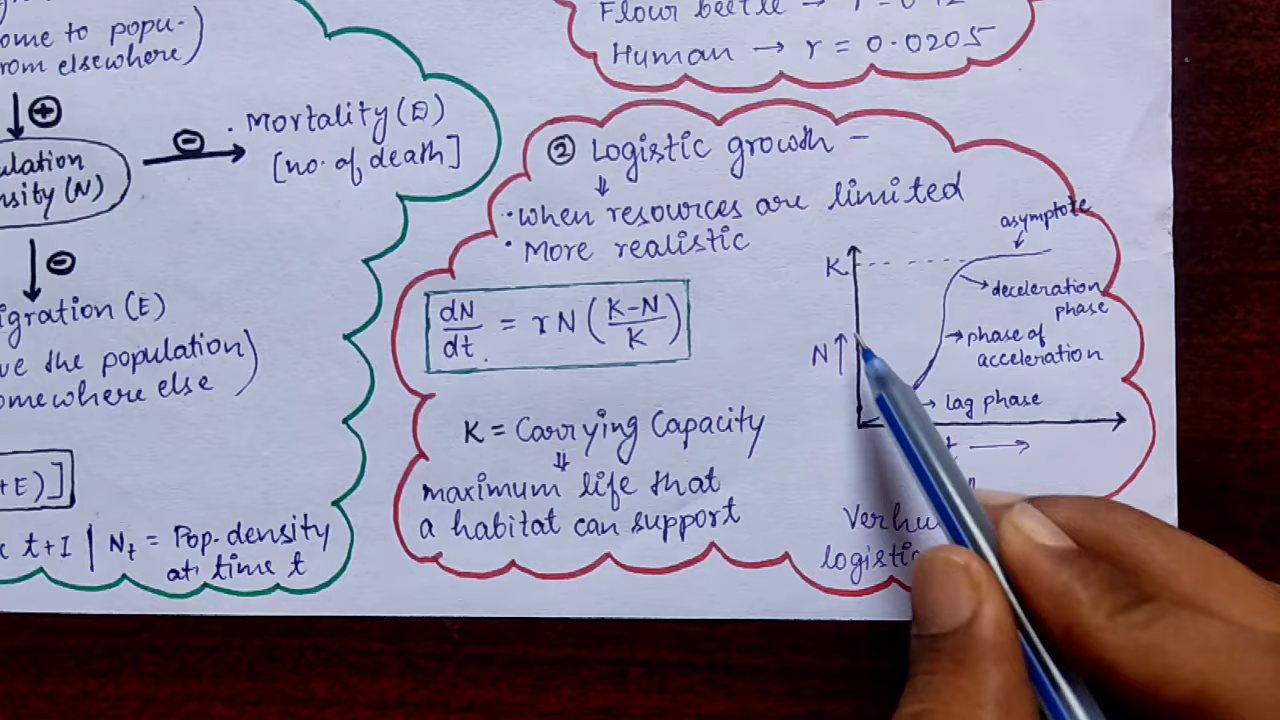 ome to popu-
rom elsewhere)
⊕
ulation
nsity (N)
⊖
. Mortality (D)
[no. of death]
⊖
igration (E)
ve the population
omewhere else
+E)]
t+I | Nt = Pop. density
at time t
Flour beetle →
Human → r = 0.0205
② Logistic growth –
• when resources are limited
• More realistic
dN/dt = rN (K-N/K)
K = Carrying Capacity
maximum life that
a habitat can support
asymptote
K
deceleration
phase
N ↑
→ phase of
acceleration
→ Lag phase
t →
Verhu
logistic